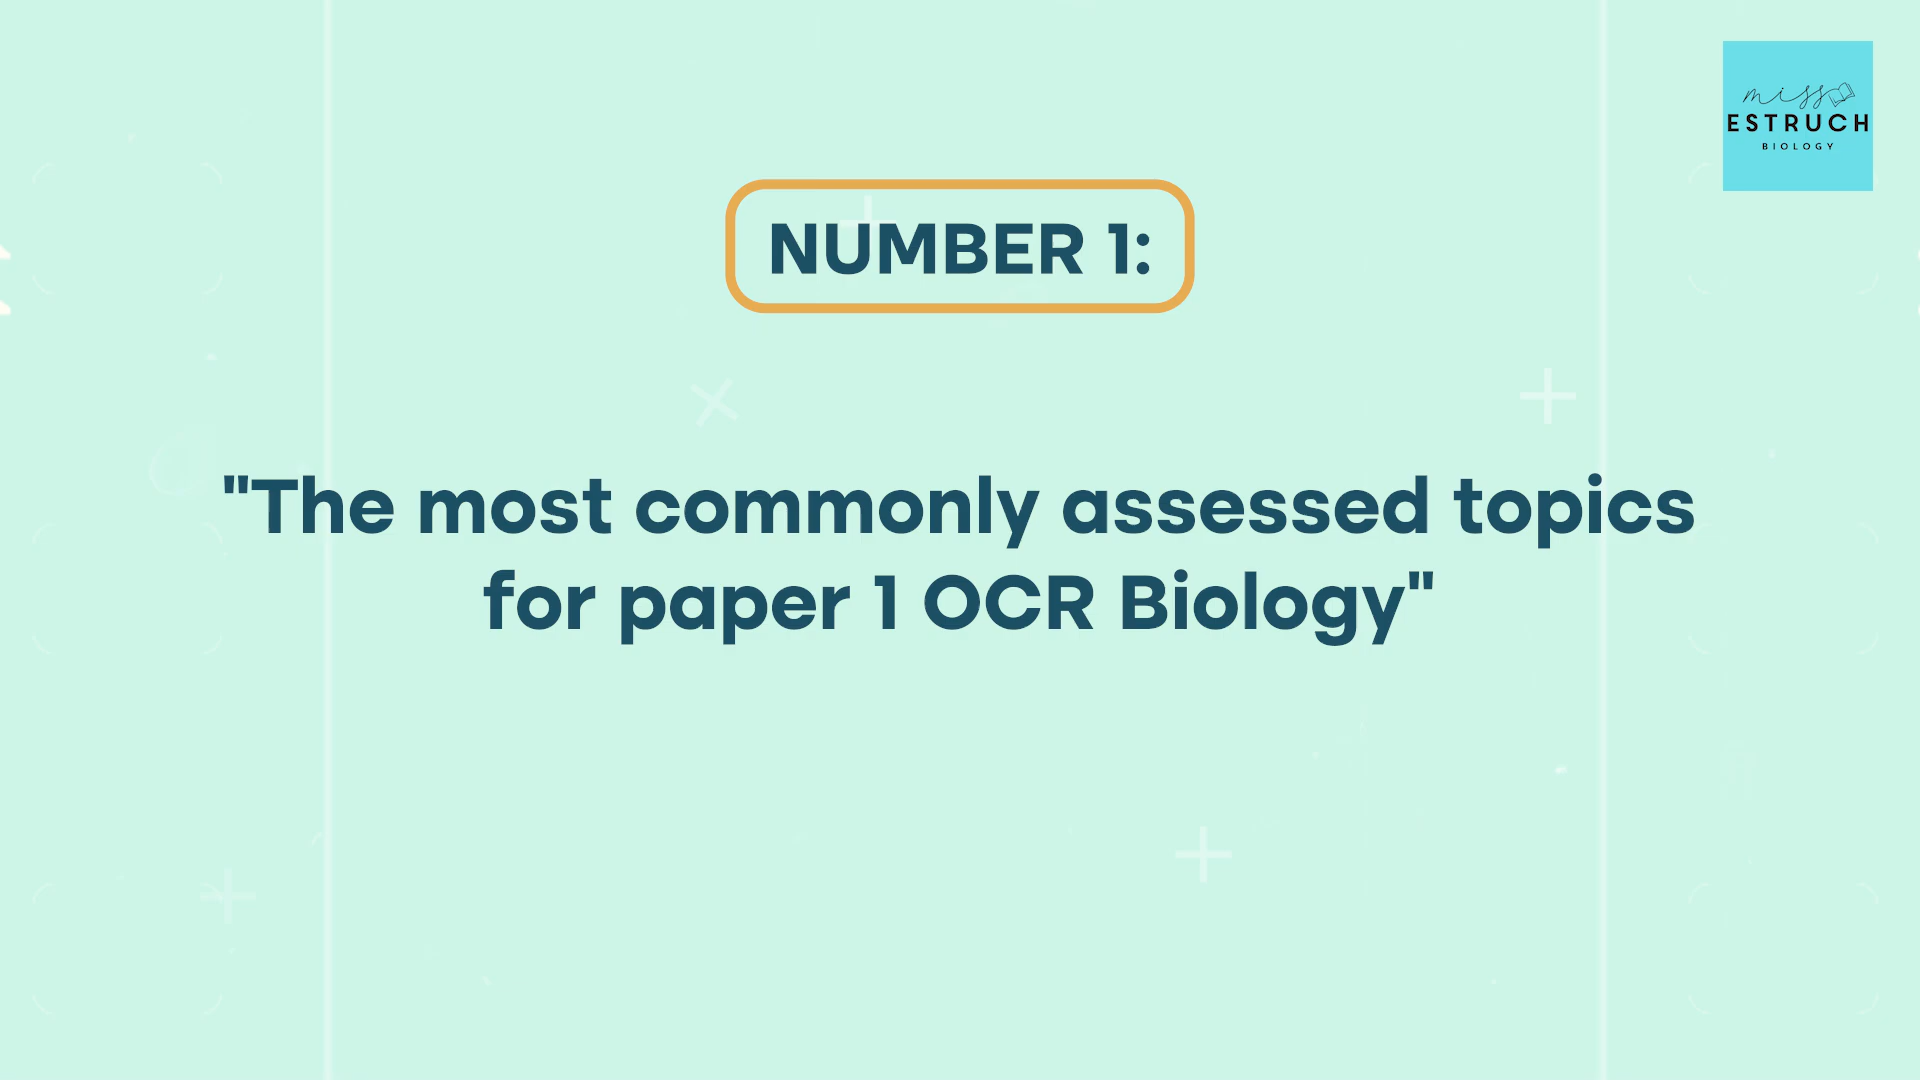 miss
ESTRUCH
BIOLOGY
NUMBER 1:
"The most commonly assessed topics
for paper 1 OCR Biology"